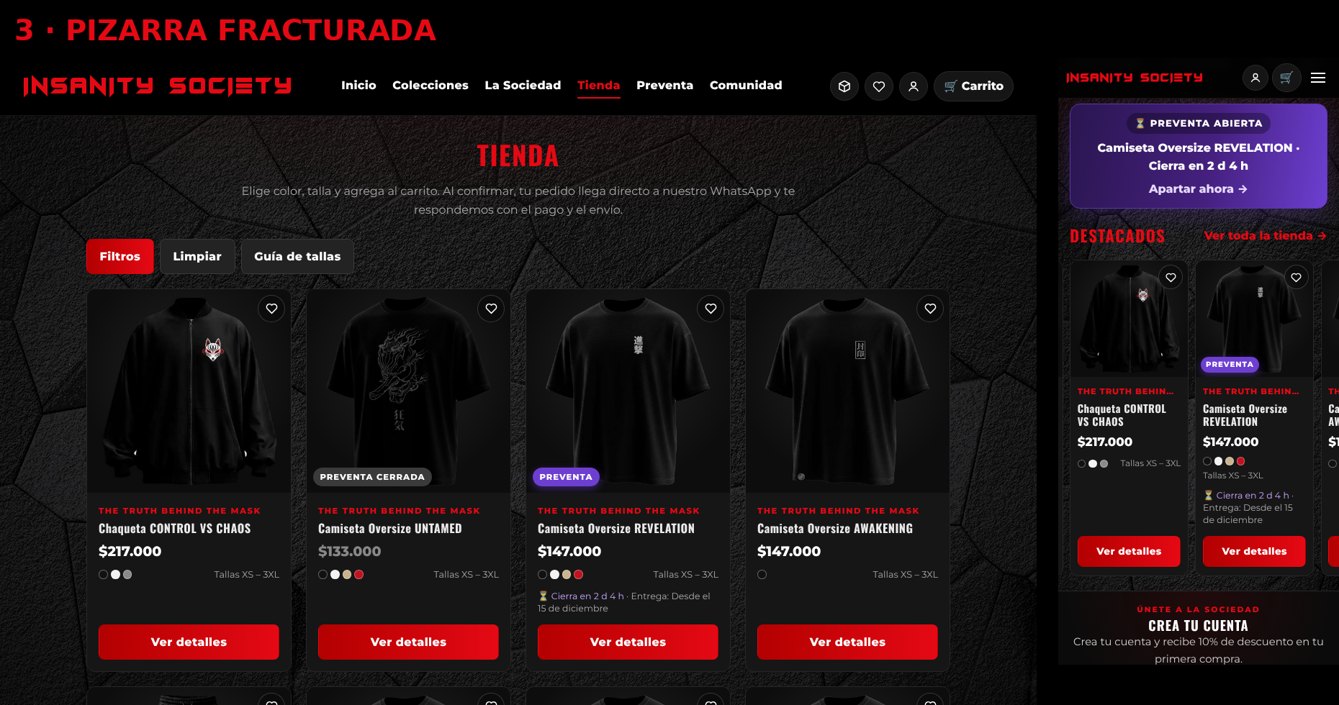 3 · PIZARRA FRACTURADA
INSANITY SOCIETY
Inicio Colecciones La Sociedad Tienda Preventa Comunidad
🛒 Carrito
TIENDA
Elige color, talla y agrega al carrito. Al confirmar, tu pedido llega directo a nuestro WhatsApp y te
respondemos con el pago y el envío.
Filtros Limpiar Guía de tallas
進撃
封印
狂気
PREVENTA CERRADA
PREVENTA
THE TRUTH BEHIND THE MASK
Chaqueta CONTROL VS CHAOS
$217.000
Tallas XS – 3XL
Ver detalles
THE TRUTH BEHIND THE MASK
Camiseta Oversize UNTAMED
$133.000
Tallas XS – 3XL
Ver detalles
THE TRUTH BEHIND THE MASK
Camiseta Oversize REVELATION
$147.000
Tallas XS – 3XL
⏳ Cierra en 2 d 4 h · Entrega: Desde el
15 de diciembre
Ver detalles
THE TRUTH BEHIND THE MASK
Camiseta Oversize AWAKENING
$147.000
Tallas XS – 3XL
Ver detalles
INSANITY SOCIETY
⏳ PREVENTA ABIERTA
Camiseta Oversize REVELATION ·
Cierra en 2 d 4 h
Apartar ahora →
DESTACADOS
Ver toda la tienda →
進撃
PREVENTA
THE TRUTH BEHIN...
Chaqueta CONTROL
VS CHAOS
$217.000
Tallas XS – 3XL
Ver detalles
THE TRUTH BEHIN...
Camiseta Oversize
REVELATION
$147.000
Tallas XS – 3XL
⏳ Cierra en 2 d 4 h ·
Entrega: Desde el 15
de diciembre
Ver detalles
ÚNETE A LA SOCIEDAD
CREA TU CUENTA
Crea tu cuenta y recibe 10% de descuento en tu
primera compra.